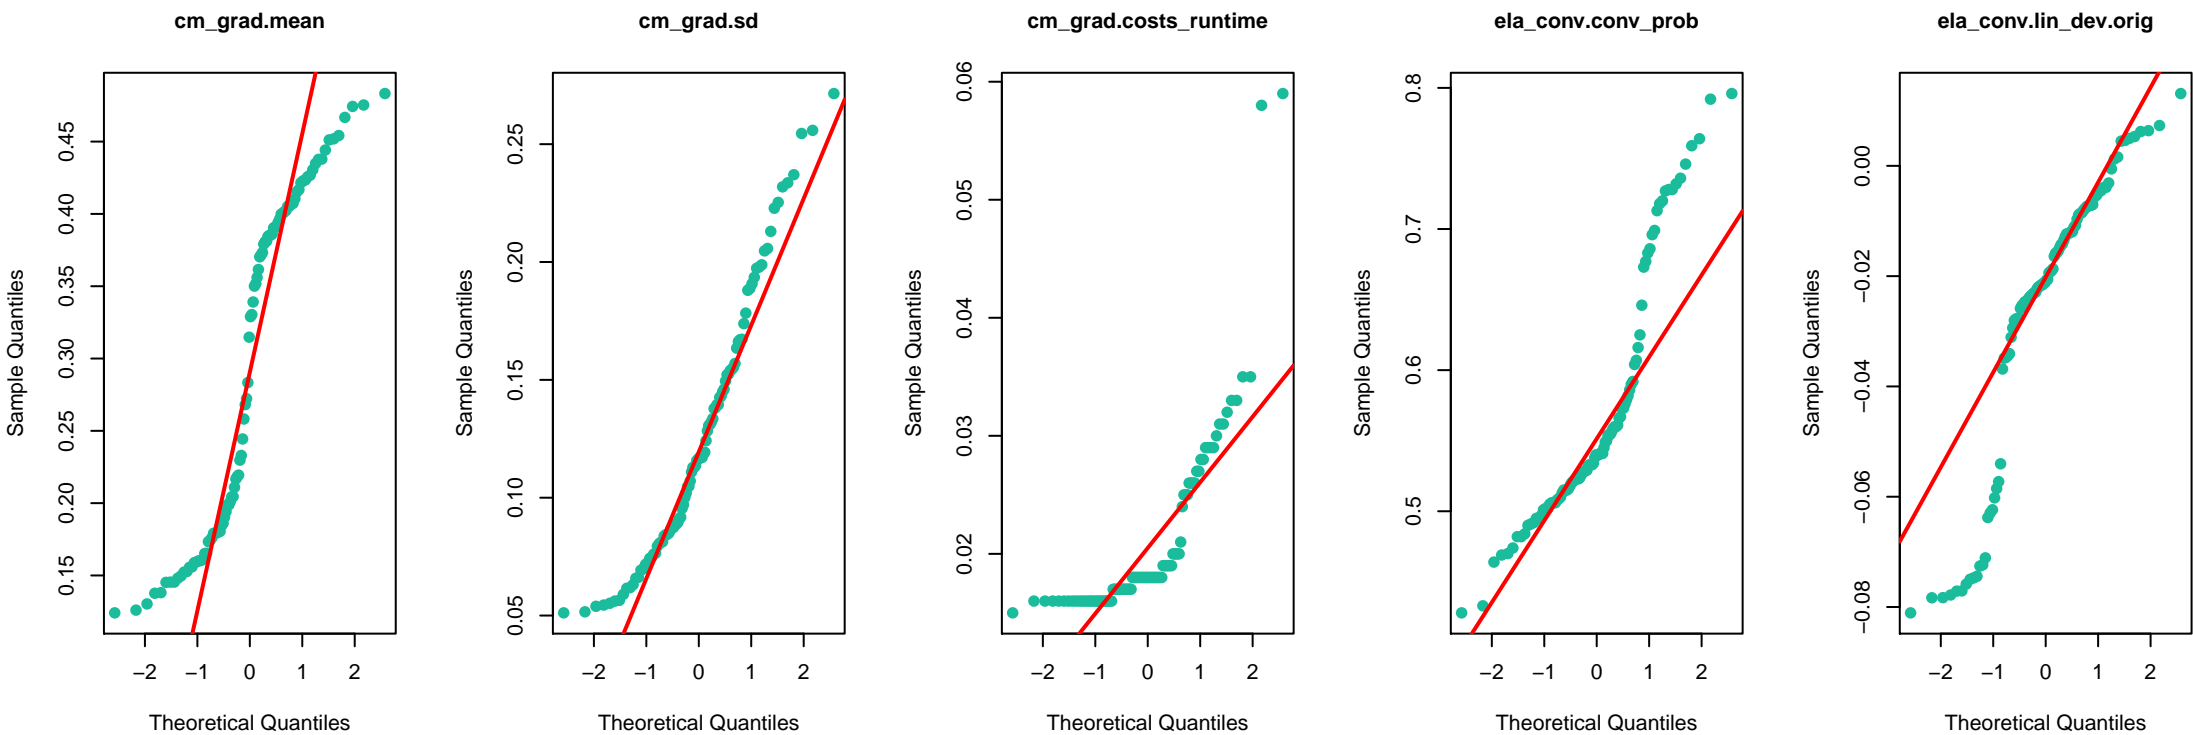 cm_grad.mean
0.15 0.20 0.25 0.30 0.35 0.40 0.45
Sample Quantiles
−2 −1 0 1 2
Theoretical Quantiles
cm_grad.sd
0.05 0.10 0.15 0.20 0.25
Sample Quantiles
−2 −1 0 1 2
Theoretical Quantiles
cm_grad.costs_runtime
0.02 0.03 0.04 0.05 0.06
Sample Quantiles
−2 −1 0 1 2
Theoretical Quantiles
ela_conv.conv_prob
0.5 0.6 0.7 0.8
Sample Quantiles
−2 −1 0 1 2
Theoretical Quantiles
ela_conv.lin_dev.orig
−0.08 −0.06 −0.04 −0.02 0.00
Sample Quantiles
−2 −1 0 1 2
Theoretical Quantiles